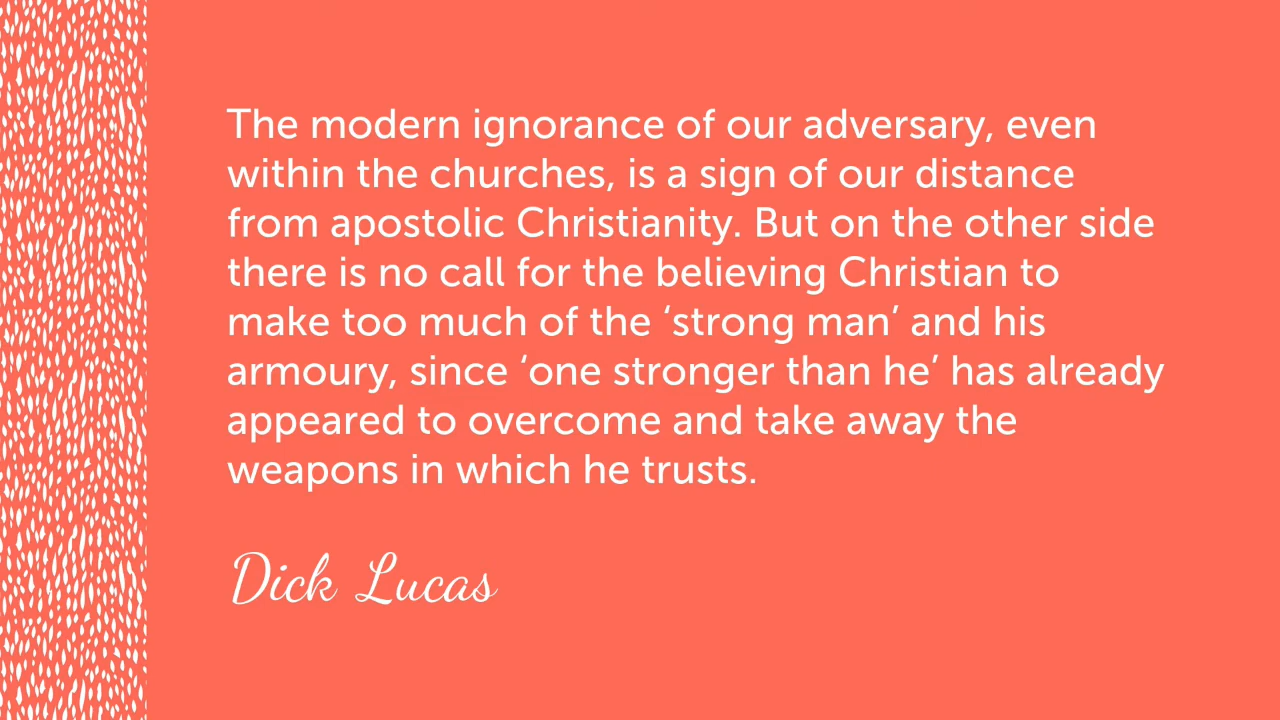 The modern ignorance of our adversary, even
within the churches, is a sign of our distance
from apostolic Christianity. But on the other side
there is no call for the believing Christian to
make too much of the ‘strong man’ and his
armoury, since ‘one stronger than he’ has already
appeared to overcome and take away the
weapons in which he trusts.
Dick Lucas